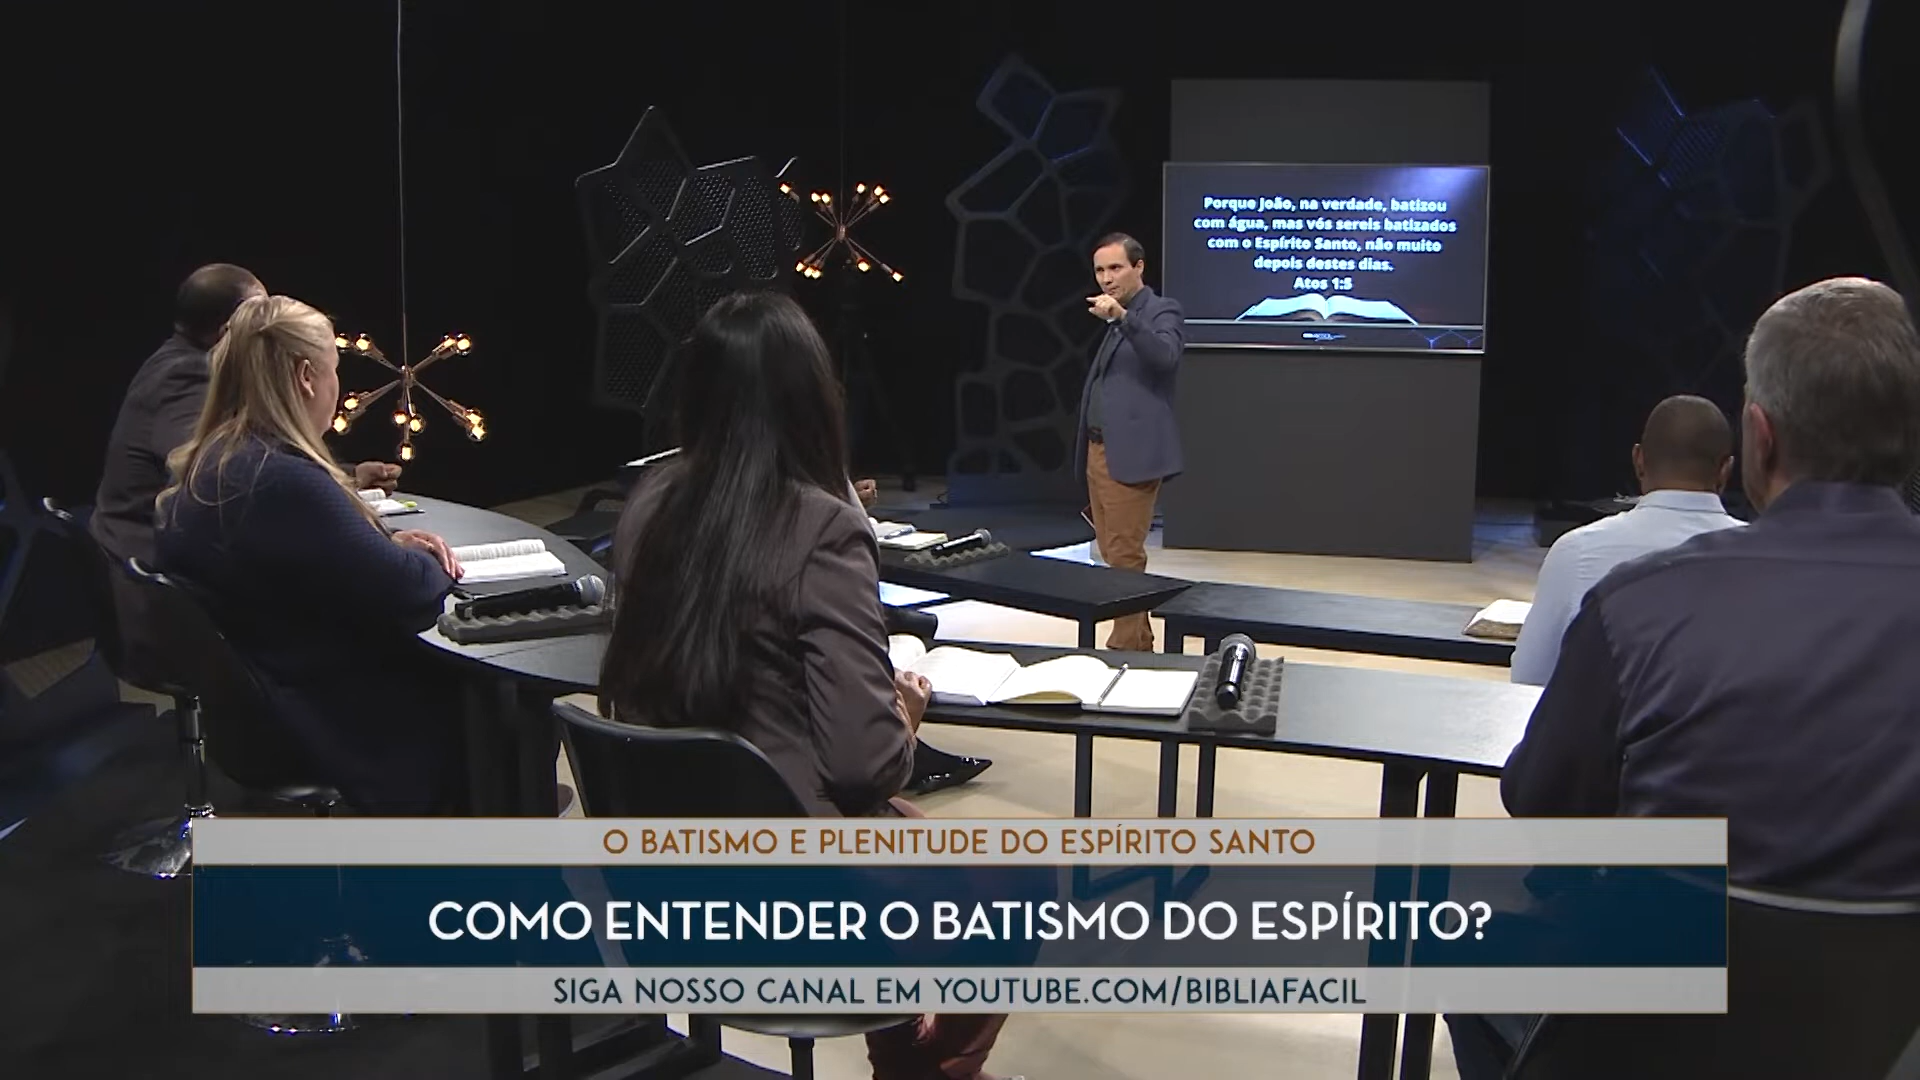 Porque João, na verdade, batizou
com água, mas vós sereis batizados
com o Espírito Santo, não muito
depois destes dias.
Atos 1:5
O BATISMO E PLENITUDE DO ESPÍRITO SANTO
COMO ENTENDER O BATISMO DO ESPÍRITO?
SIGA NOSSO CANAL EM YOUTUBE.COM/BIBLIAFACIL